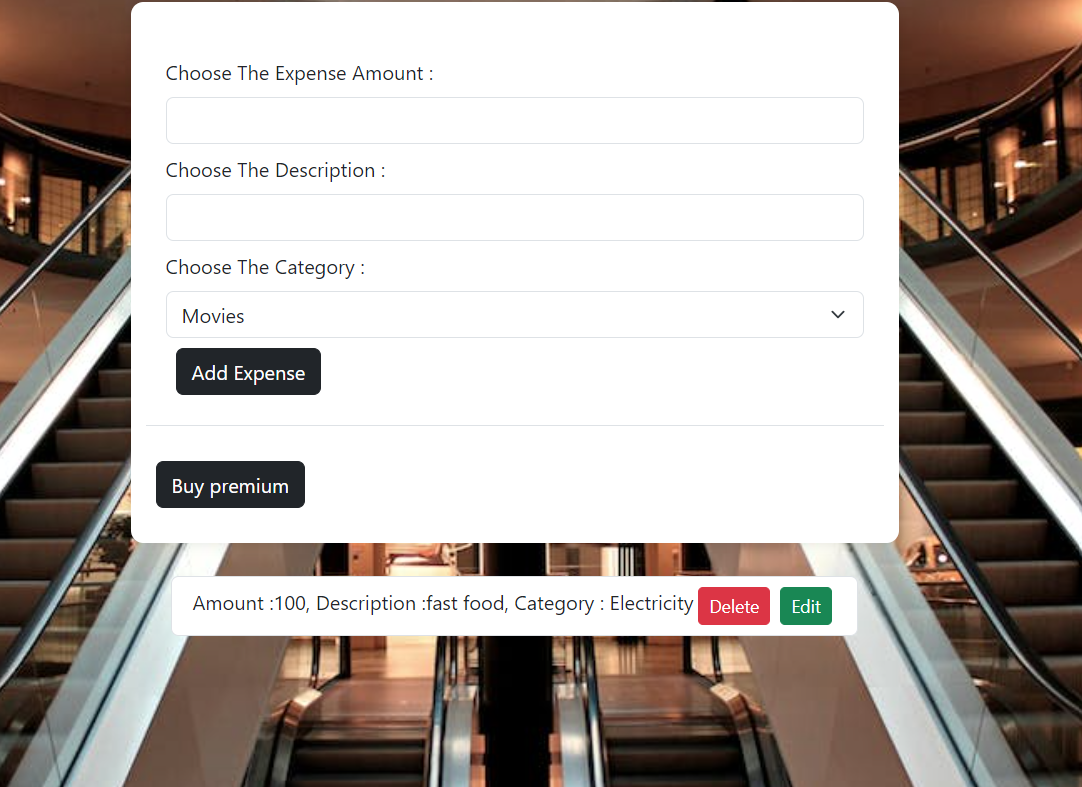 Choose The Expense Amount :
Choose The Description :
Choose The Category :
Movies
Add Expense
Buy premium
Amount :100, Description :fast food, Category : Electricity Delete Edit